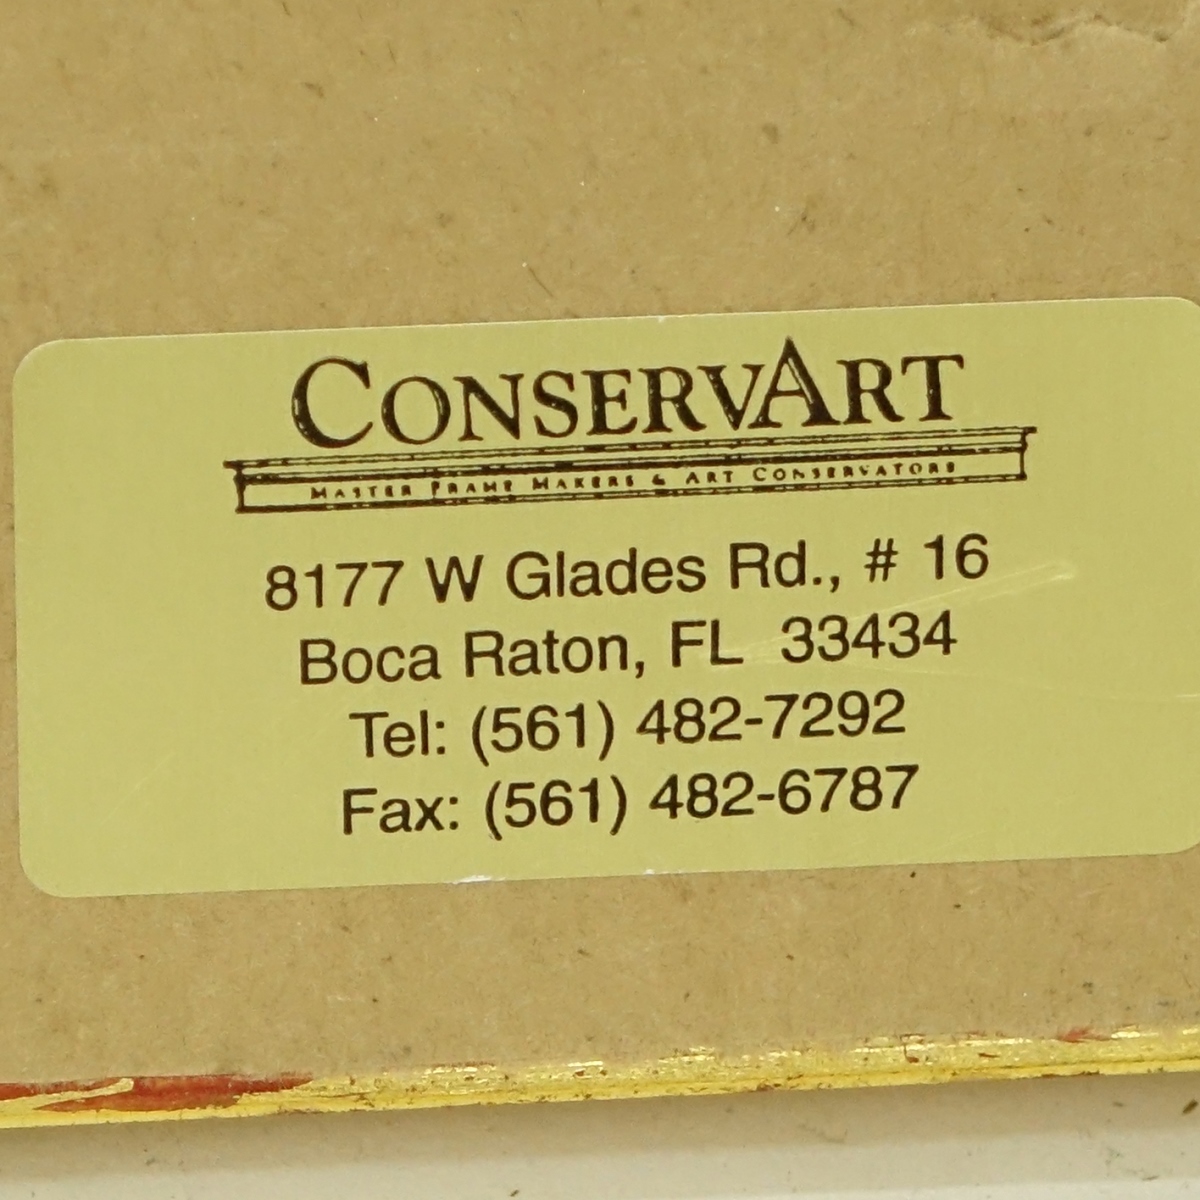 CONSERVART
MASTER FRAME MAKERS & ART CONSERVATORS
8177 W Glades Rd., # 16
Boca Raton, FL 33434
Tel: (561) 482-7292
Fax: (561) 482-6787